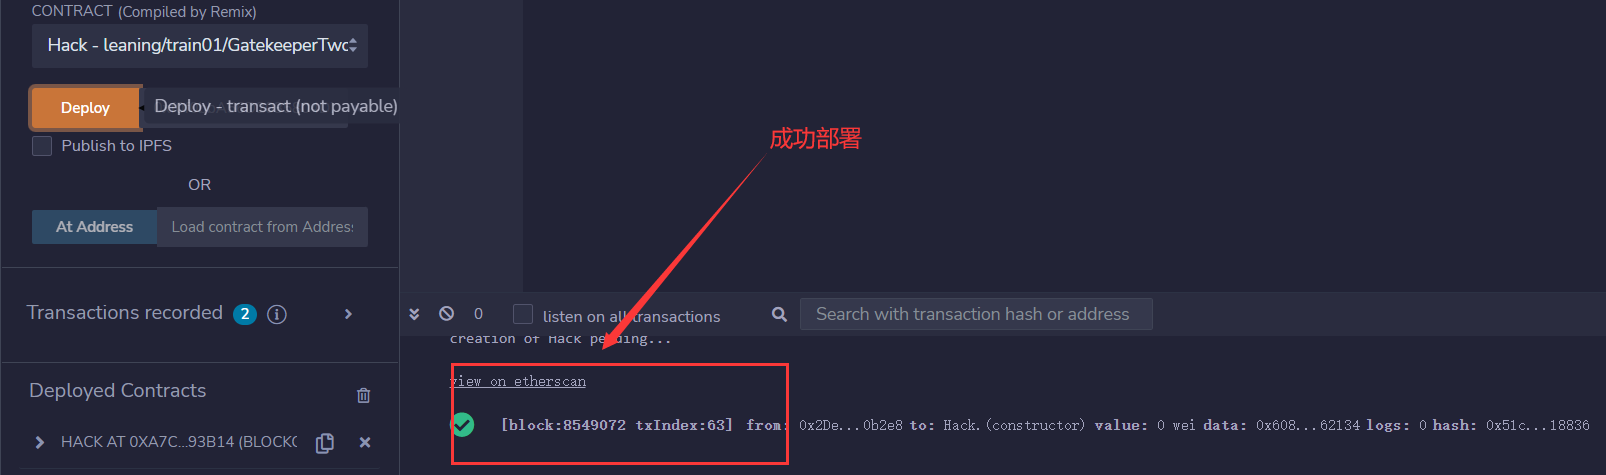 CONTRACT (Compiled by Remix)
Hack - leaning/train01/GatekeeperTwo
Deploy
Deploy - transact (not payable)
Publish to IPFS
OR
At Address
Load contract from Address
Transactions recorded 2
Deployed Contracts
HACK AT 0XA7C...93B14 (BLOCKC
成功部署
0
listen on all transactions
Search with transaction hash or address
creation of Hack pending...
view on etherscan
[block:8549072 txIndex:63] from: 0x2De...0b2e8 to: Hack.(constructor) value: 0 wei data: 0x608...62134 logs: 0 hash: 0x51c...18836